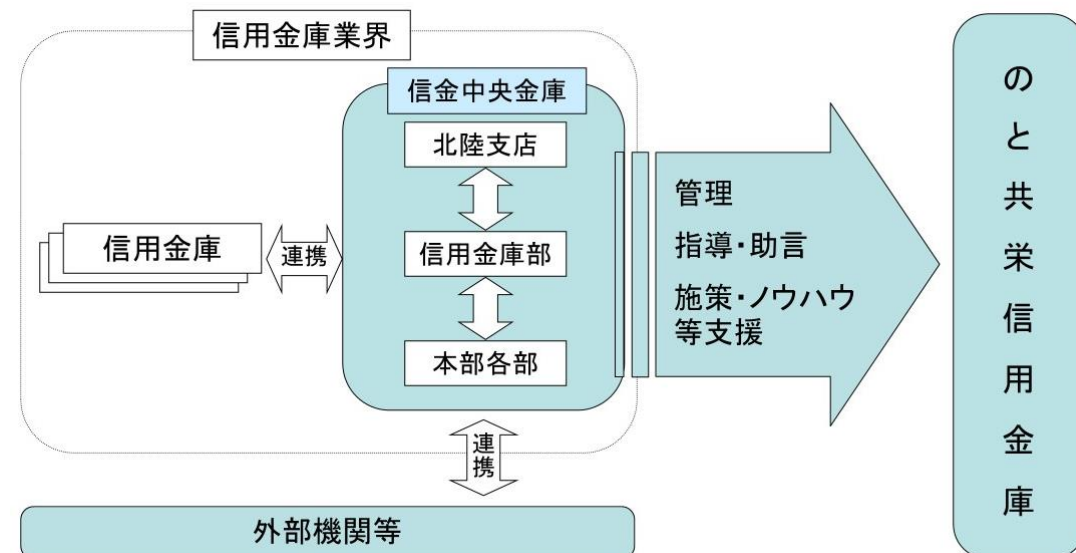 信用金庫業界
信金中央金庫
北陸支店
信用金庫
連携
信用金庫部
本部各部
管理
指導・助言
施策・ノウハウ
等支援
のと共栄信用金庫
連携
外部機関等